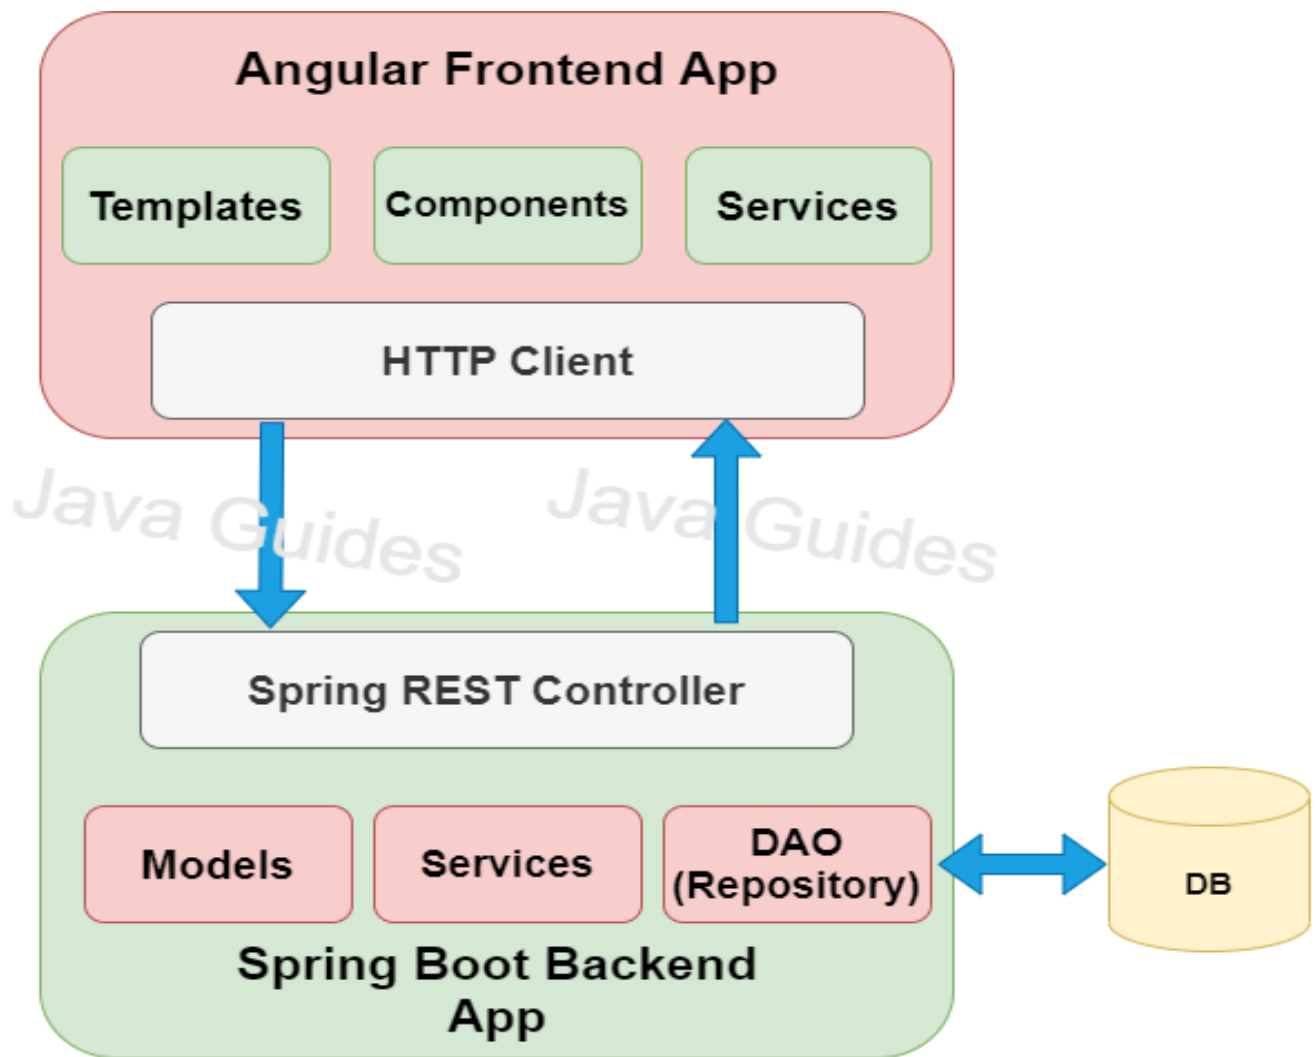 Angular Frontend App
Templates
Components
Services
HTTP Client
Java Guides
Java Guides
Spring REST Controller
Models
Services
DAO
(Repository)
DB
Spring Boot Backend
App